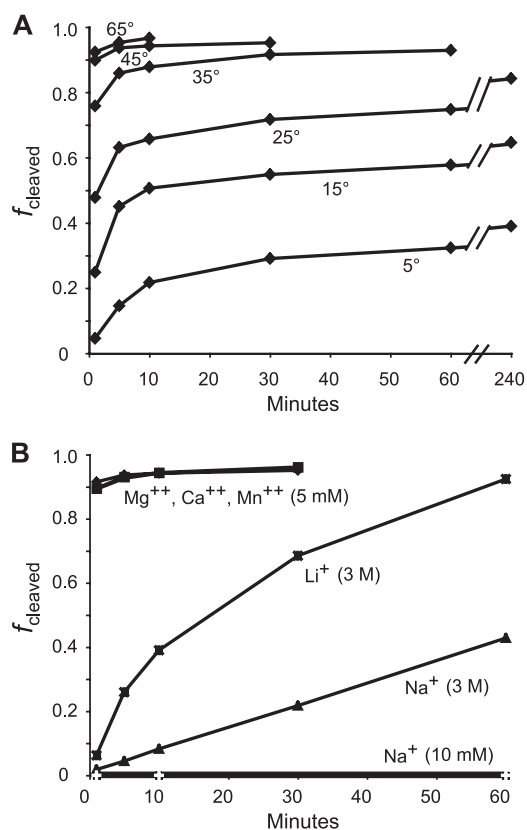 A
1.0
0.8
0.6
0.4
0.2
0
fcleaved
65°
45°
35°
25°
15°
5°
0 10 20 30 40 50 60 240
Minutes
B
1.0
0.8
0.6
0.4
0.2
0
fcleaved
Mg++, Ca++, Mn++ (5 mM)
Li+ (3 M)
Na+ (3 M)
Na+ (10 mM)
0 10 20 30 40 50 60
Minutes